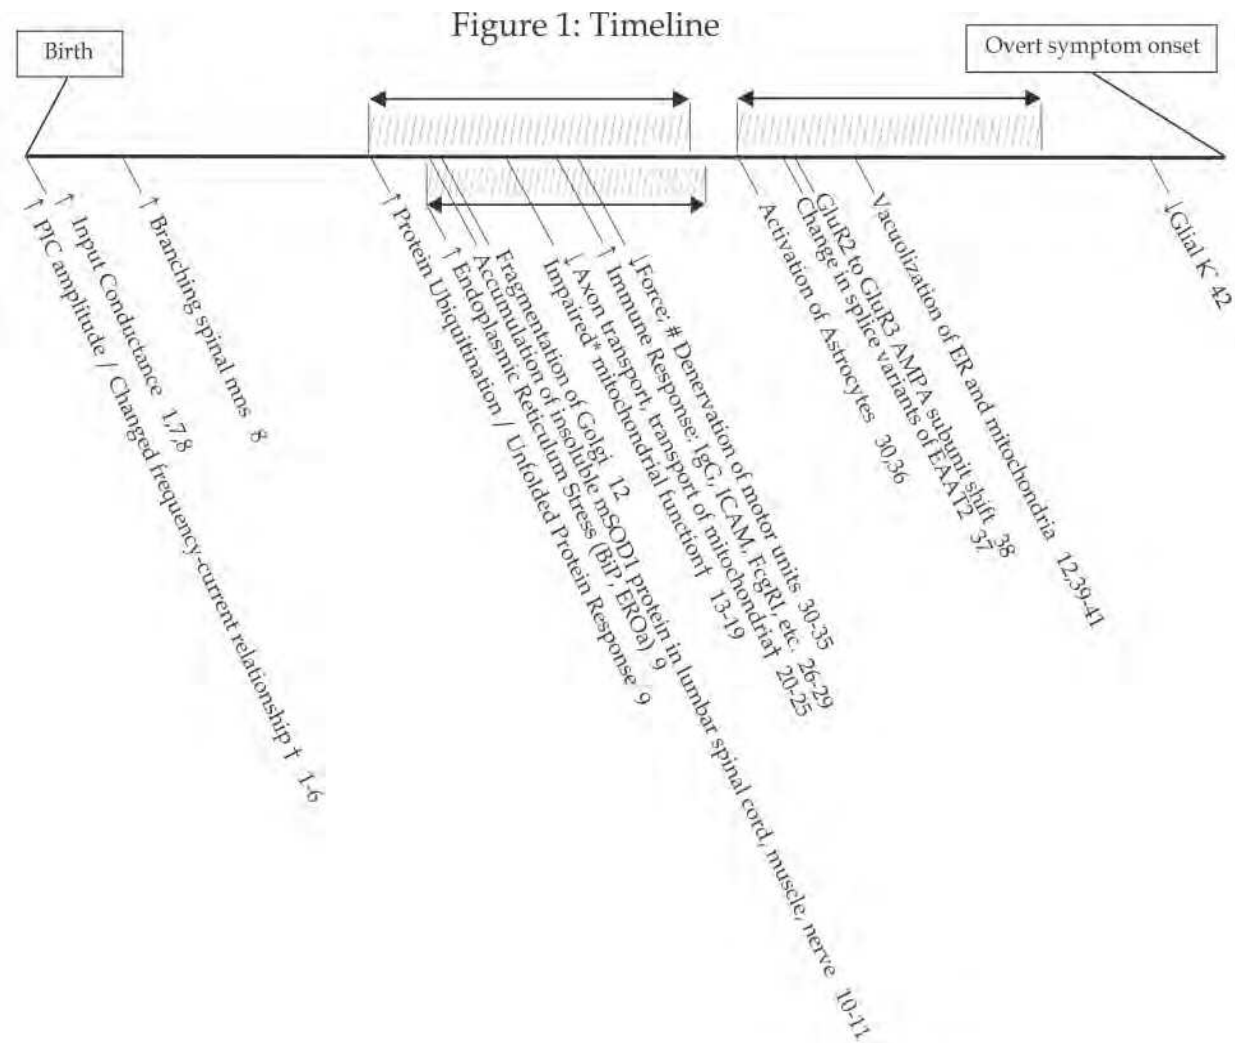 Figure 1: Timeline
Birth
Overt symptom onset
↑ PIC amplitude / Changed frequency-current relationship † 1-6
↑ Input Conductance 1,7,8
↑ Branching spinal mns 8
↑ Protein Ubiquitination / Unfolded Protein Response 9
↑ Endoplasmic Reticulum Stress (BiP, EROa) 9
Accumulation of insoluble mSOD1 protein in lumbar spinal cord, muscle, nerve 10-11
Fragmentation of Golgi 12
Impaired* mitochondrial function† 13-19
↓ Axon transport, transport of mitochondria† 20-25
↑ Immune Response: IgG, ICAM, FcgRI, etc. 26-29
↓Force; # Denervation of motor units 30-35
Activation of Astrocytes 30,36
Change in splice variants of EAAT2 37
GluR2 to GluR3 AMPA subunit shift 38
Vacuolization of ER and mitochondria 12,39-41
↓Glial K⁺ 42